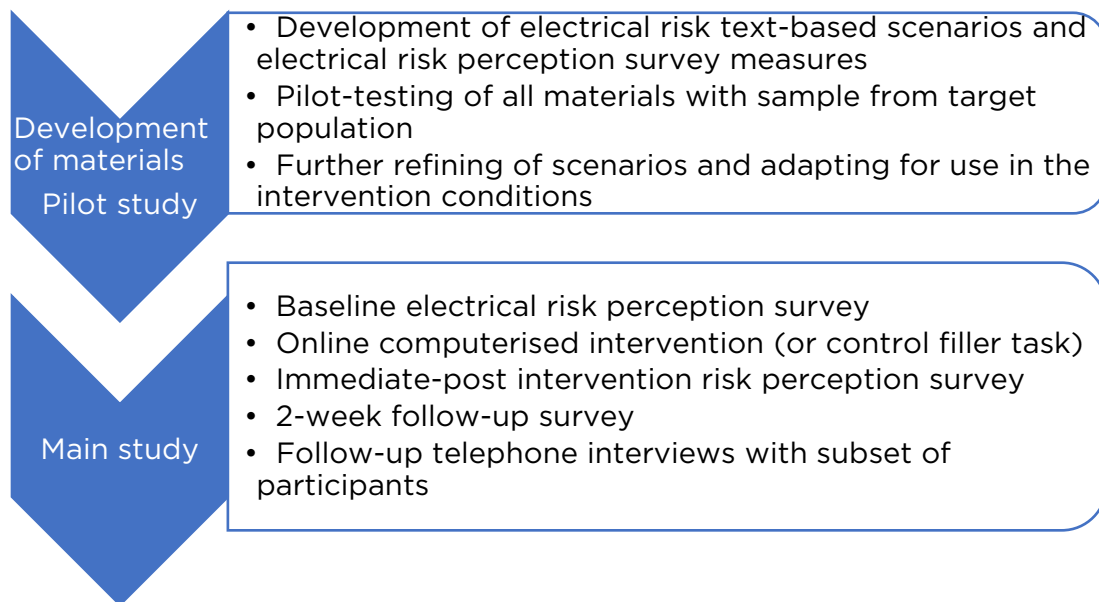 Development
of materials
Pilot study
• Development of electrical risk text-based scenarios and
electrical risk perception survey measures
• Pilot-testing of all materials with sample from target
population
• Further refining of scenarios and adapting for use in the
intervention conditions
Main study
• Baseline electrical risk perception survey
• Online computerised intervention (or control filler task)
• Immediate-post intervention risk perception survey
• 2-week follow-up survey
• Follow-up telephone interviews with subset of
participants